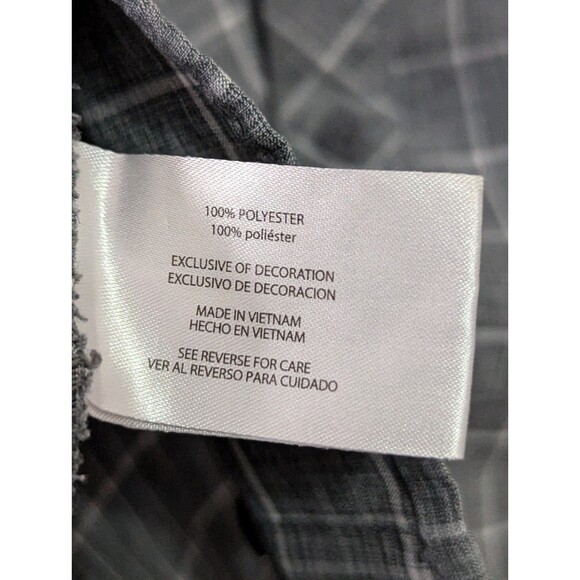 100% POLYESTER
100% poliéster
EXCLUSIVE OF DECORATION
EXCLUSIVO DE DECORACION
MADE IN VIETNAM
HECHO EN VIETNAM
SEE REVERSE FOR CARE
VER AL REVERSO PARA CUIDADO